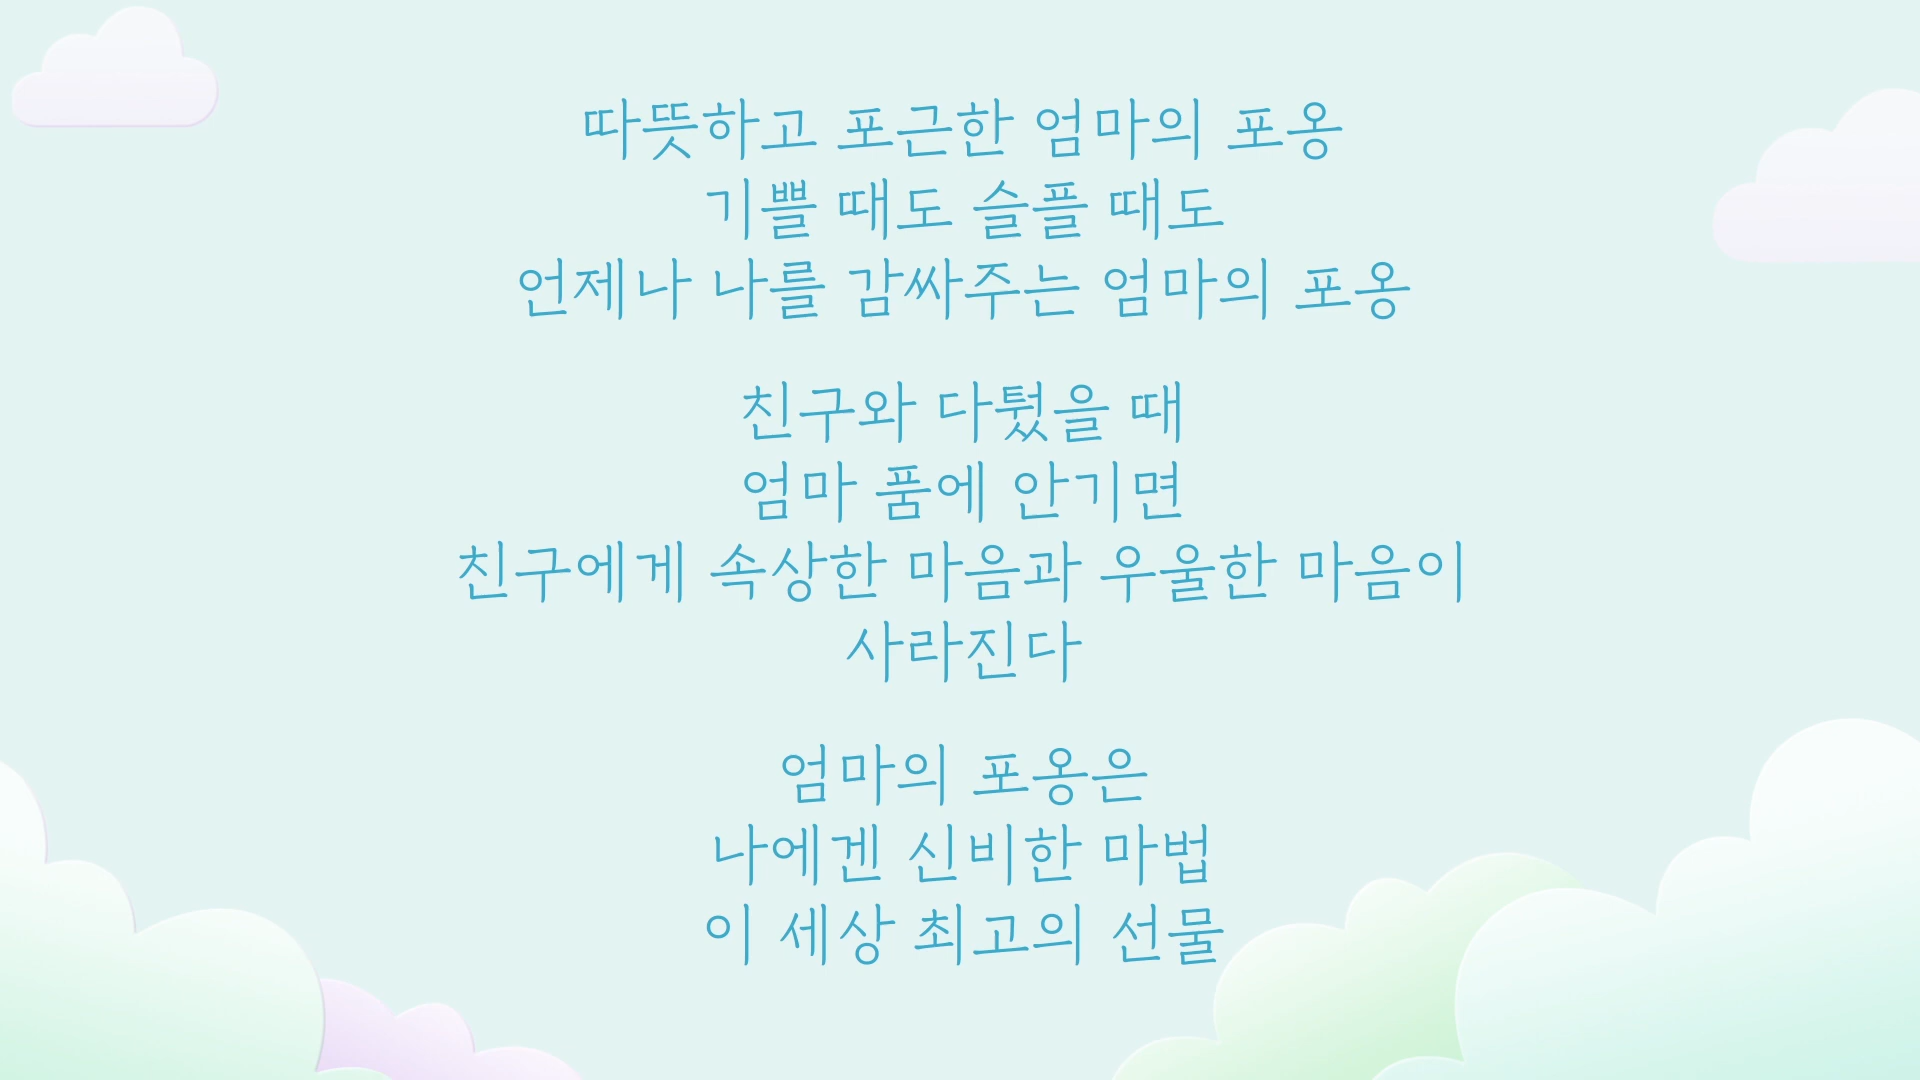 따뜻하고 포근한 엄마의 포옹
기쁠 때도 슬플 때도
언제나 나를 감싸주는 엄마의 포옹
친구와 다퉜을 때
엄마 품에 안기면
친구에게 속상한 마음과 우울한 마음이
사라진다
엄마의 포옹은
나에겐 신비한 마법
이 세상 최고의 선물